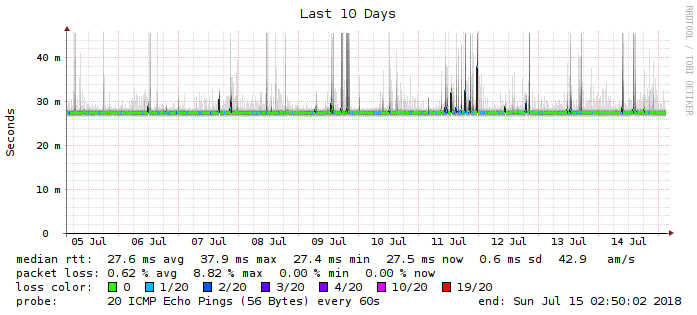 Last 10 Days
RRDTOOL / TOBI OETIKER
Seconds
40 m
30 m
20 m
10 m
0
05 Jul 06 Jul 07 Jul 08 Jul 09 Jul 10 Jul 11 Jul 12 Jul 13 Jul 14 Jul
median rtt: 27.6 ms avg 37.9 ms max 27.4 ms min 27.5 ms now 0.6 ms sd 42.9 am/s
packet loss: 0.62 % avg 8.82 % max 0.00 % min 0.00 % now
loss color: 0 1/20 2/20 3/20 4/20 10/20 19/20
probe: 20 ICMP Echo Pings (56 Bytes) every 60s end: Sun Jul 15 02:50:02 2018